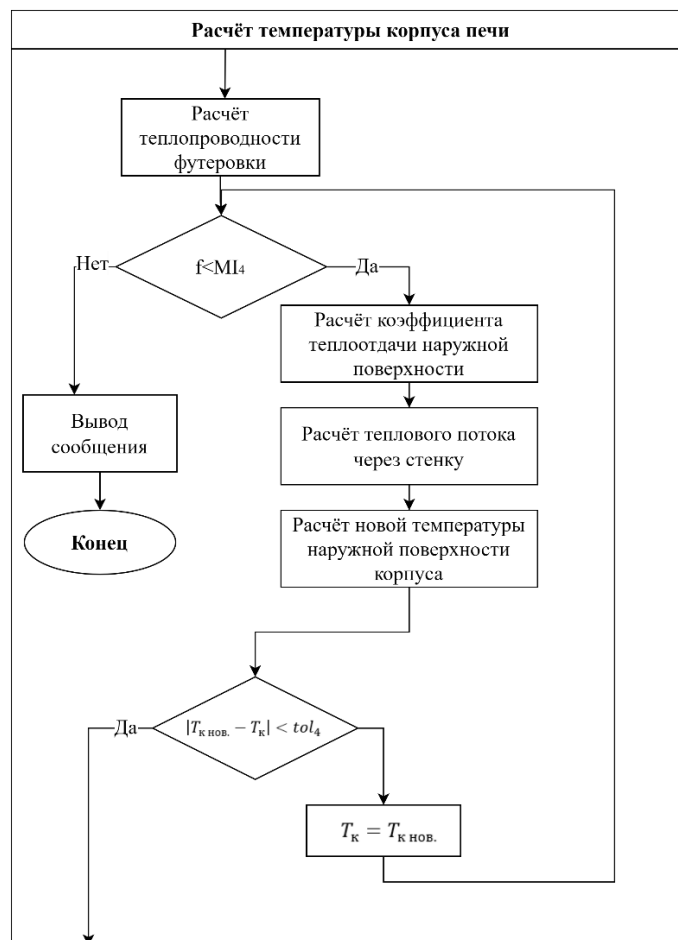 Расчёт температуры корпуса печи
Расчёт
теплопроводности
футеровки
f<MI₄
Нет
Да
Расчёт коэффициента
теплоотдачи наружной
поверхности
Вывод
сообщения
Расчёт теплового потока
через стенку
Конец
Расчёт новой температуры
наружной поверхности
корпуса
|Tк нов. − Tк| < tol₄
Да
Tк = Tк нов.